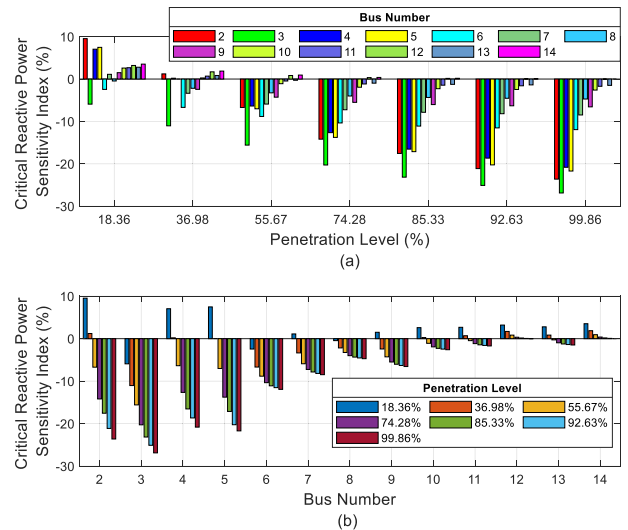 Bus Number
2 3 4 5 6 7 8
9 10 11 12 13 14
Critical Reactive Power
Sensitivity Index (%)
10
0
-10
-20
-30
18.36 36.98 55.67 74.28 85.33 92.63 99.86
Penetration Level (%)
(a)
Critical Reactive Power
Sensitivity Index (%)
10
0
-10
-20
-30
Penetration Level
18.36% 36.98% 55.67%
74.28% 85.33% 92.63%
99.86%
2 3 4 5 6 7 8 9 10 11 12 13 14
Bus Number
(b)